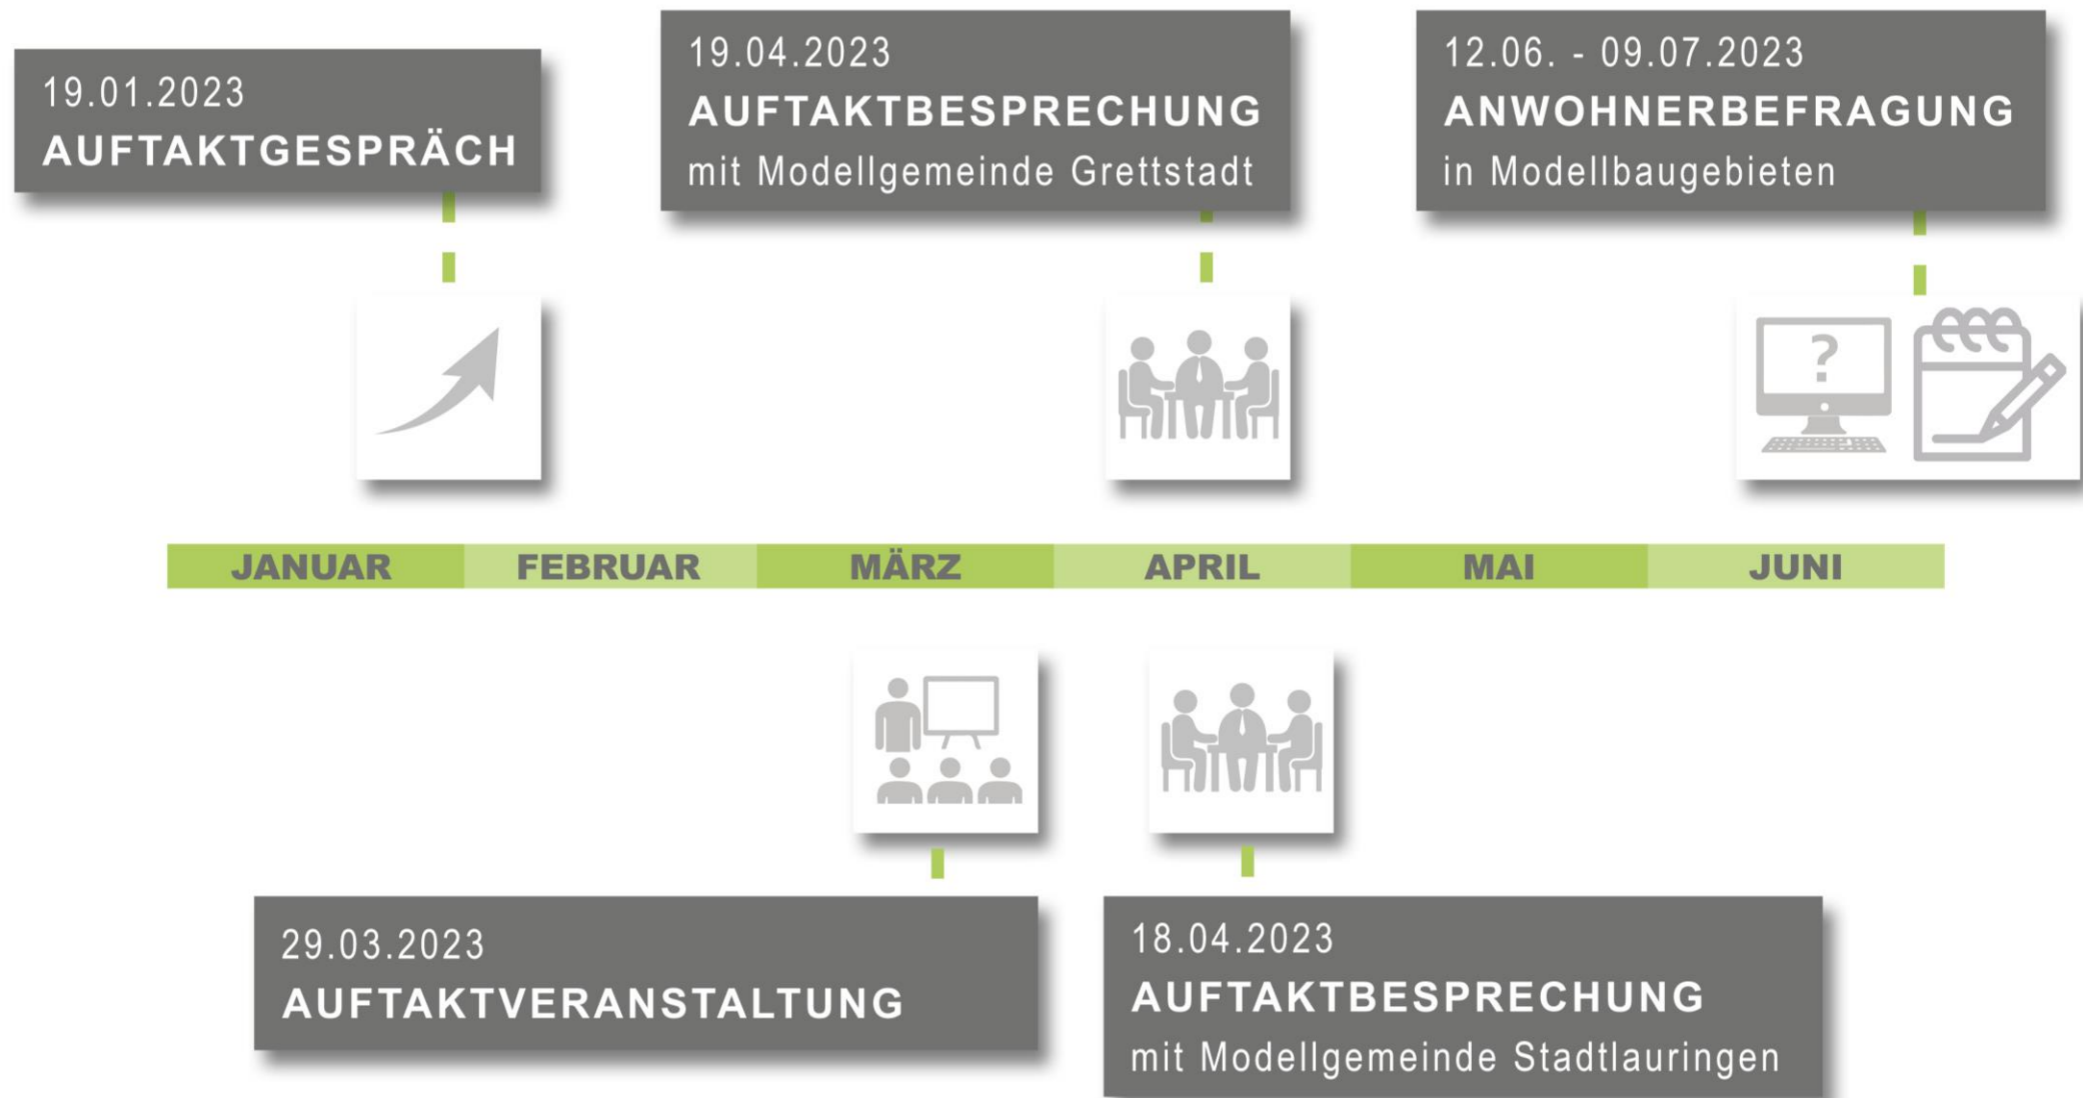 19.01.2023
AUFTAKTGESPRÄCH
19.04.2023
AUFTAKTBESPRECHUNG
mit Modellgemeinde Grettstadt
12.06. - 09.07.2023
ANWOHNERBEFRAGUNG
in Modellbaugebieten
?
JANUAR FEBRUAR MÄRZ APRIL MAI JUNI
29.03.2023
AUFTAKTVERANSTALTUNG
18.04.2023
AUFTAKTBESPRECHUNG
mit Modellgemeinde Stadtlauringen